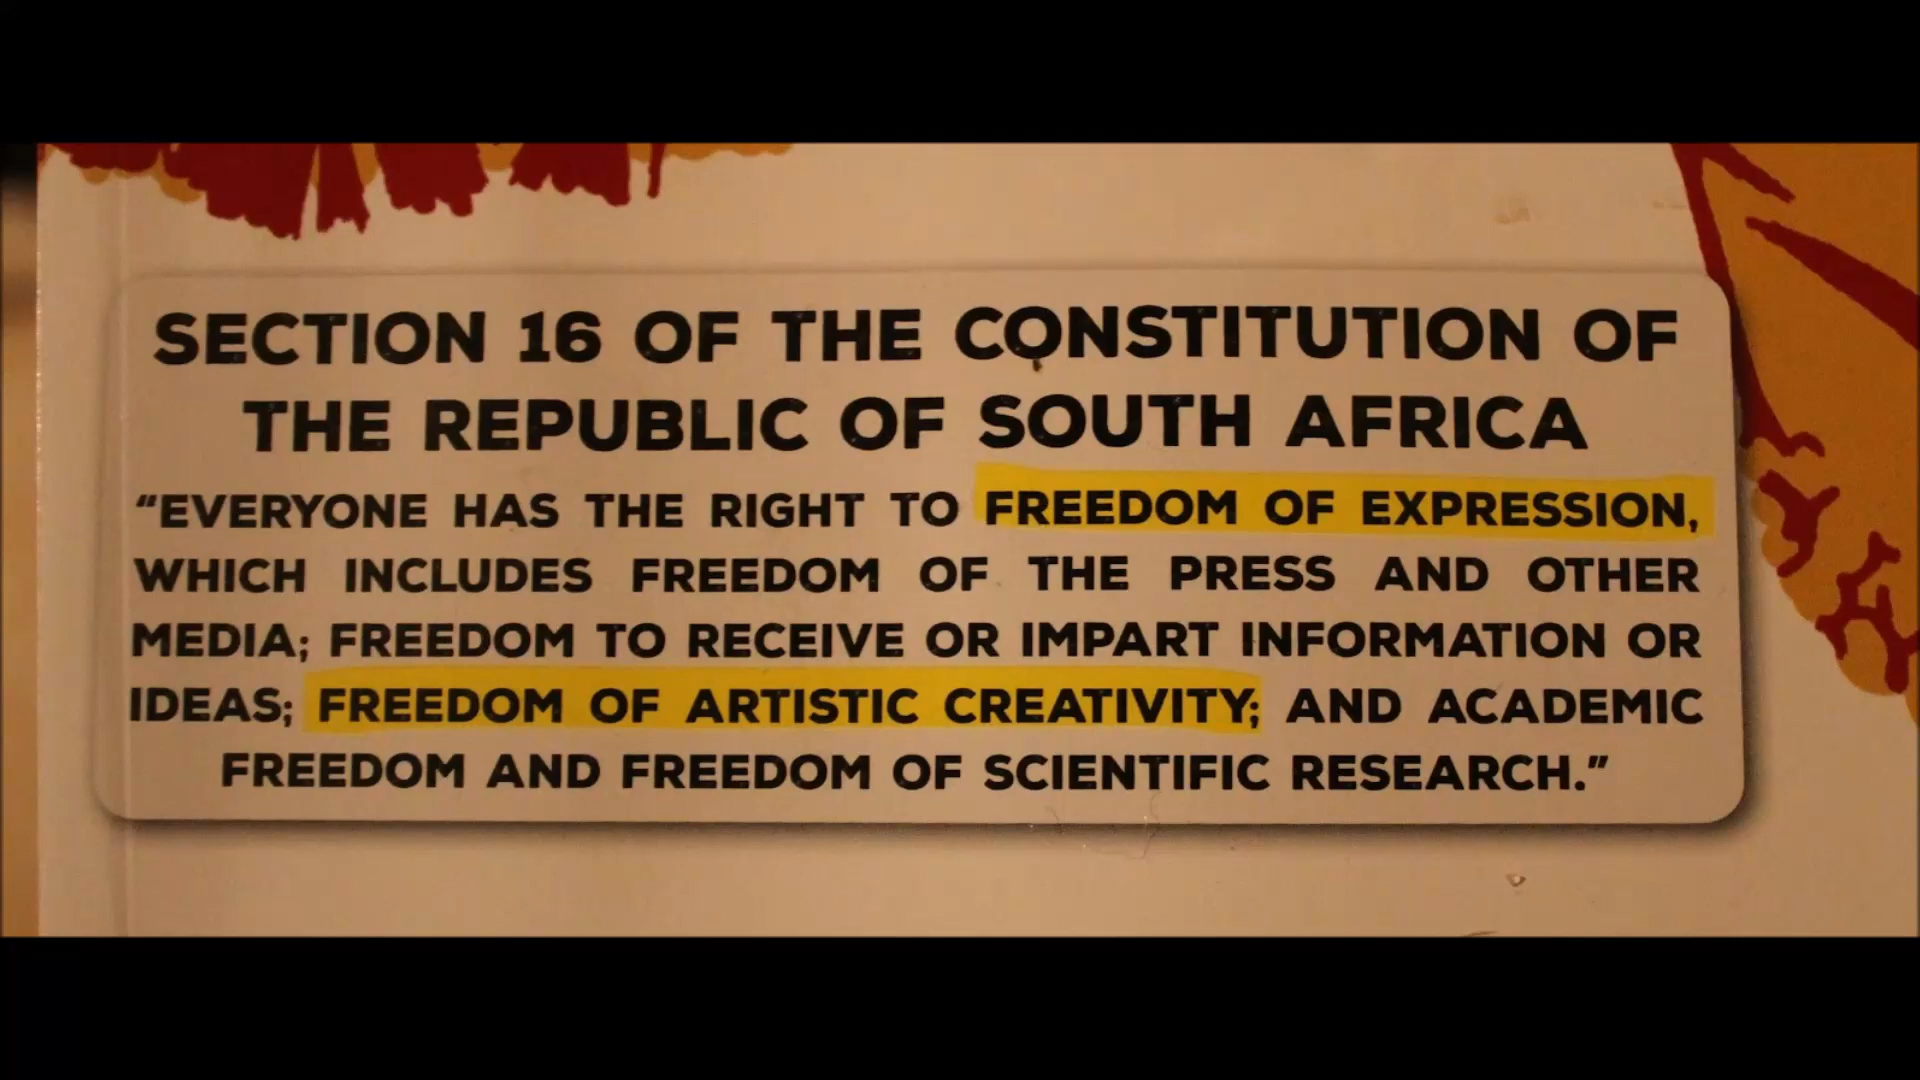 SECTION 16 OF THE CONSTITUTION OF
THE REPUBLIC OF SOUTH AFRICA
“EVERYONE HAS THE RIGHT TO FREEDOM OF EXPRESSION,
WHICH INCLUDES FREEDOM OF THE PRESS AND OTHER
MEDIA; FREEDOM TO RECEIVE OR IMPART INFORMATION OR
IDEAS; FREEDOM OF ARTISTIC CREATIVITY; AND ACADEMIC
FREEDOM AND FREEDOM OF SCIENTIFIC RESEARCH.”